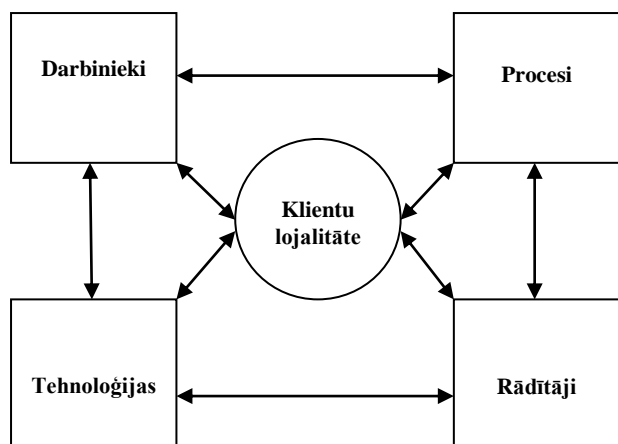 Darbinieki
Procesi
Klientu
lojalitāte
Tehnoloģijas
Rādītāji